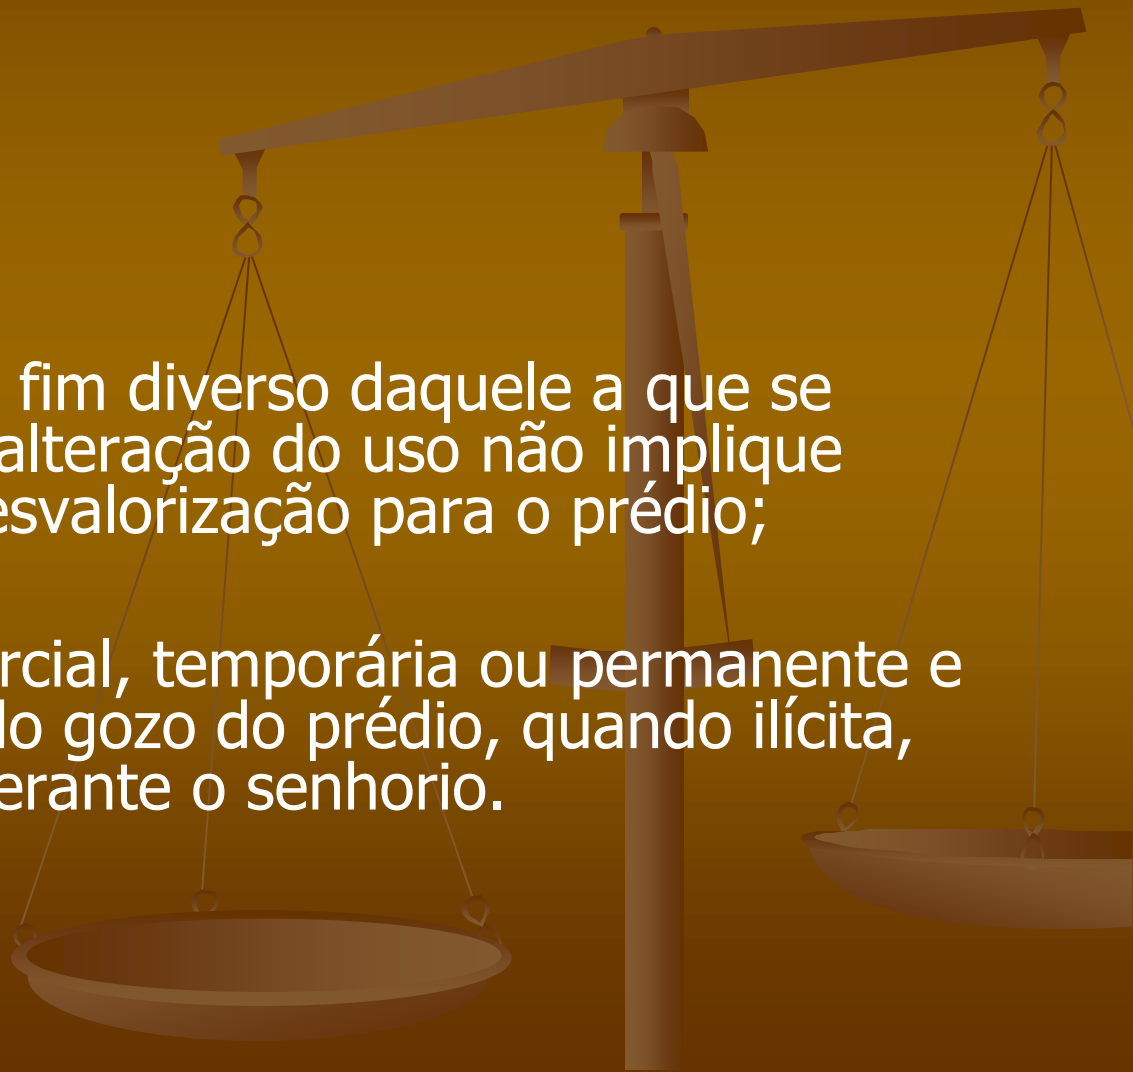 fim diverso daquele a que se
alteração do uso não implique
esvalorização para o prédio;
rcial, temporária ou permanente e
do gozo do prédio, quando ilícita,
erante o senhorio.